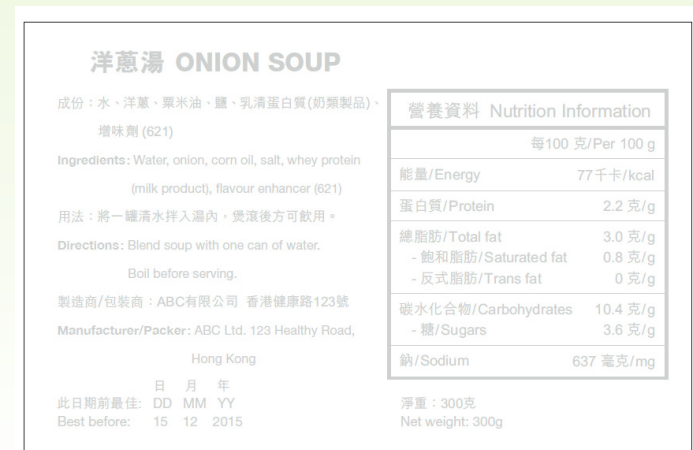 洋蔥湯 ONION SOUP
成份：水、洋蔥、粟米油、鹽、乳清蛋白質(奶類製品)、
增味劑 (621)
Ingredients: Water, onion, corn oil, salt, whey protein
(milk product), flavour enhancer (621)
用法：將一罐清水拌入湯內，煲滾後方可飲用。
Directions: Blend soup with one can of water.
Boil before serving.
製造商/包裝商：ABC有限公司 香港健康路123號
Manufacturer/Packer: ABC Ltd. 123 Healthy Road,
Hong Kong
日 月 年
此日期前最佳: DD MM YY
Best before: 15 12 2015
營養資料 Nutrition Information
每100 克/Per 100 g
能量/Energy 77千卡/kcal
蛋白質/Protein 2.2 克/g
總脂肪/Total fat 3.0 克/g
- 飽和脂肪/Saturated fat 0.8 克/g
- 反式脂肪/Trans fat 0 克/g
碳水化合物/Carbohydrates 10.4 克/g
- 糖/Sugars 3.6 克/g
鈉/Sodium 637 毫克/mg
淨重：300克
Net weight: 300g